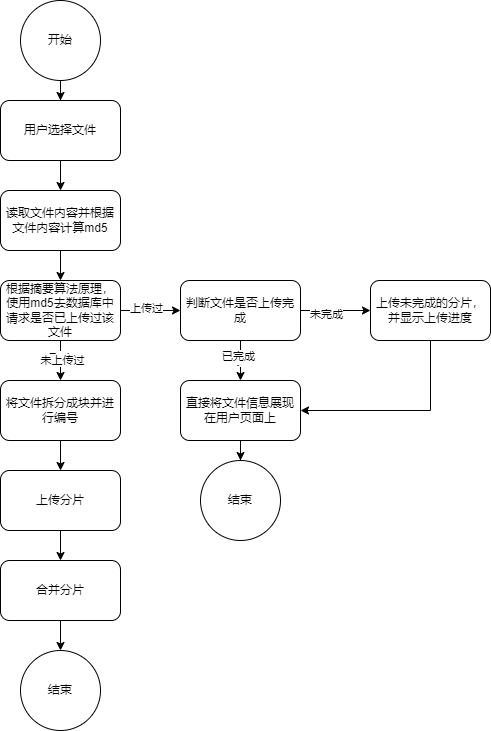 开始
用户选择文件
读取文件内容并根据
文件内容计算md5
根据摘要算法原理，
使用md5去数据库中
请求是否已上传过该
文件
上传过
判断文件是否上传完
成
未完成
上传未完成的分片，
并显示上传进度
未上传过
已完成
将文件拆分成块并进
行编号
直接将文件信息展现
在用户页面上
上传分片
结束
合并分片
结束